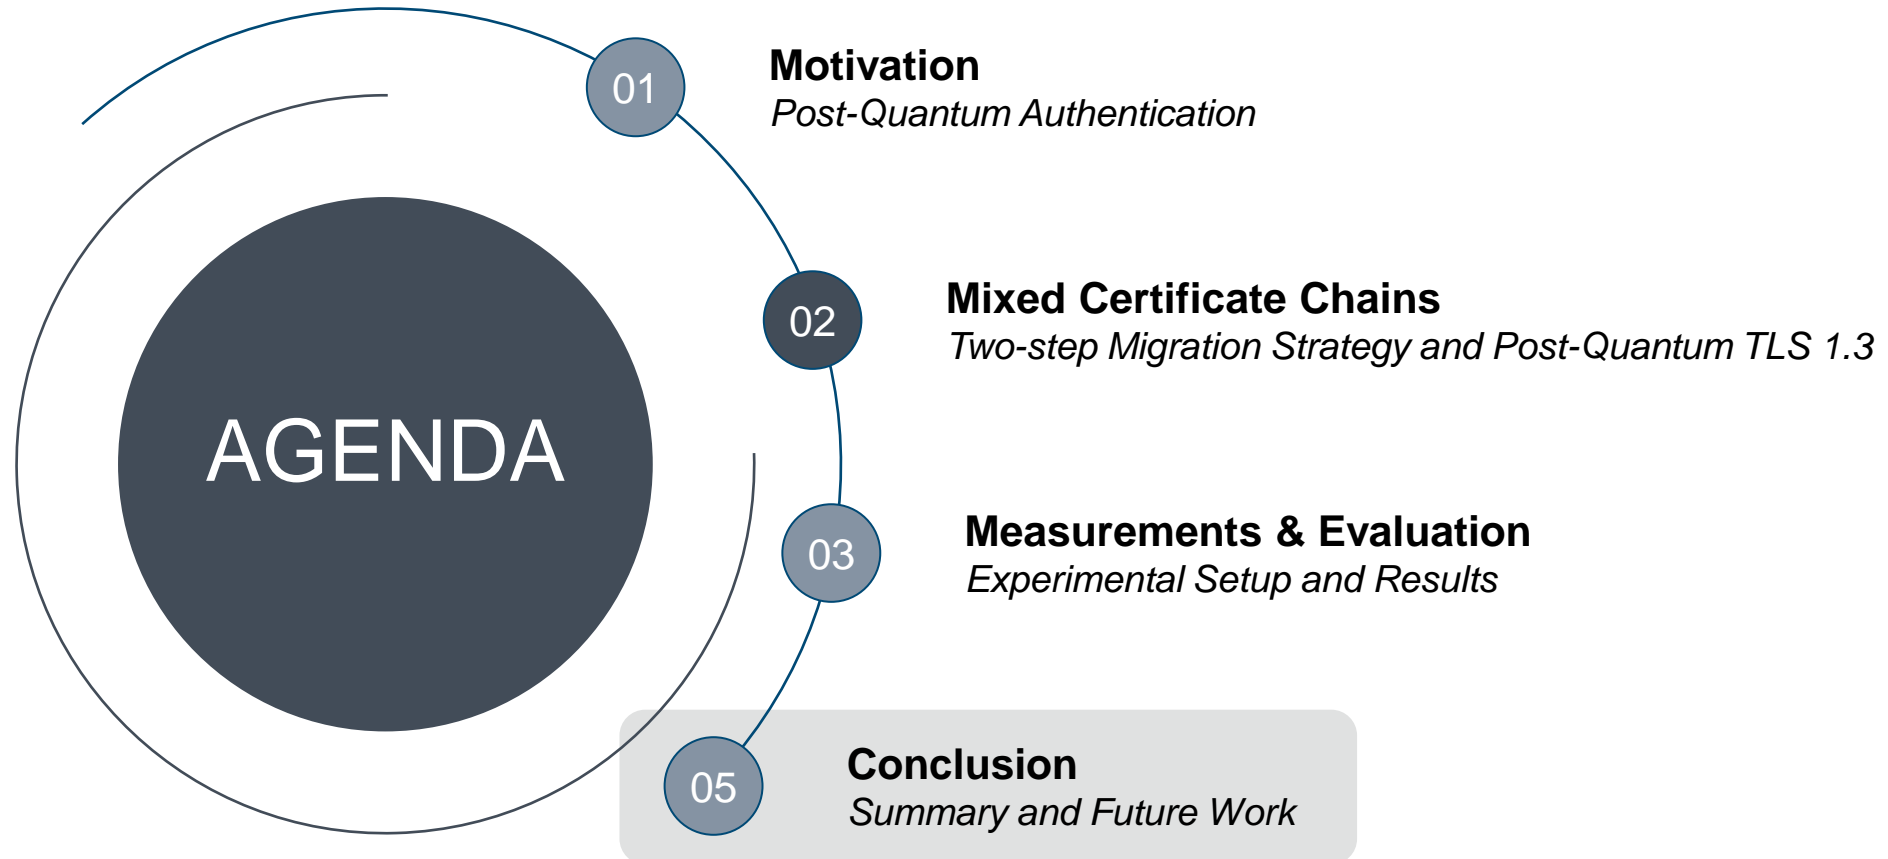 AGENDA
01
Motivation
Post-Quantum Authentication
02
Mixed Certificate Chains
Two-step Migration Strategy and Post-Quantum TLS 1.3
03
Measurements & Evaluation
Experimental Setup and Results
05
Conclusion
Summary and Future Work